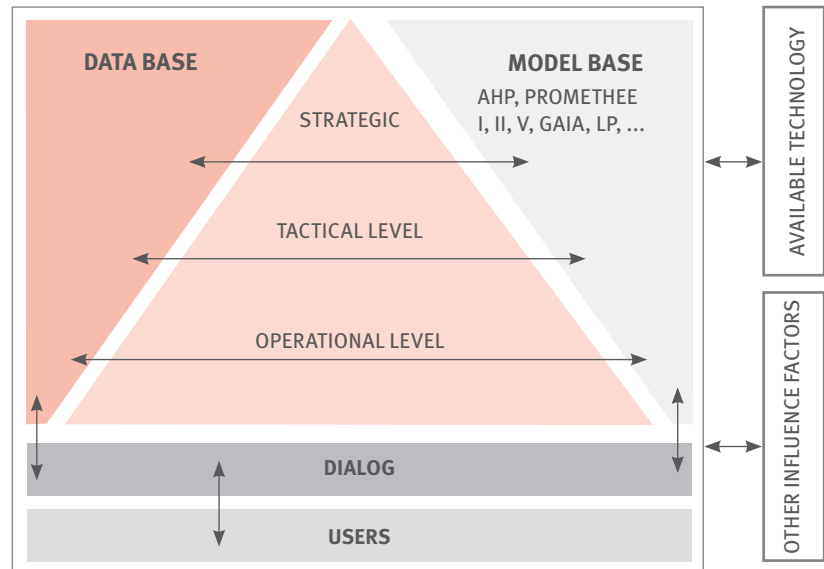 DATA BASE
MODEL BASE
AHP, PROMETHEE
I, II, V, GAIA, LP, ...
STRATEGIC
TACTICAL LEVEL
OPERATIONAL LEVEL
DIALOG
USERS
AVAILABLE TECHNOLOGY
OTHER INFLUENCE FACTORS